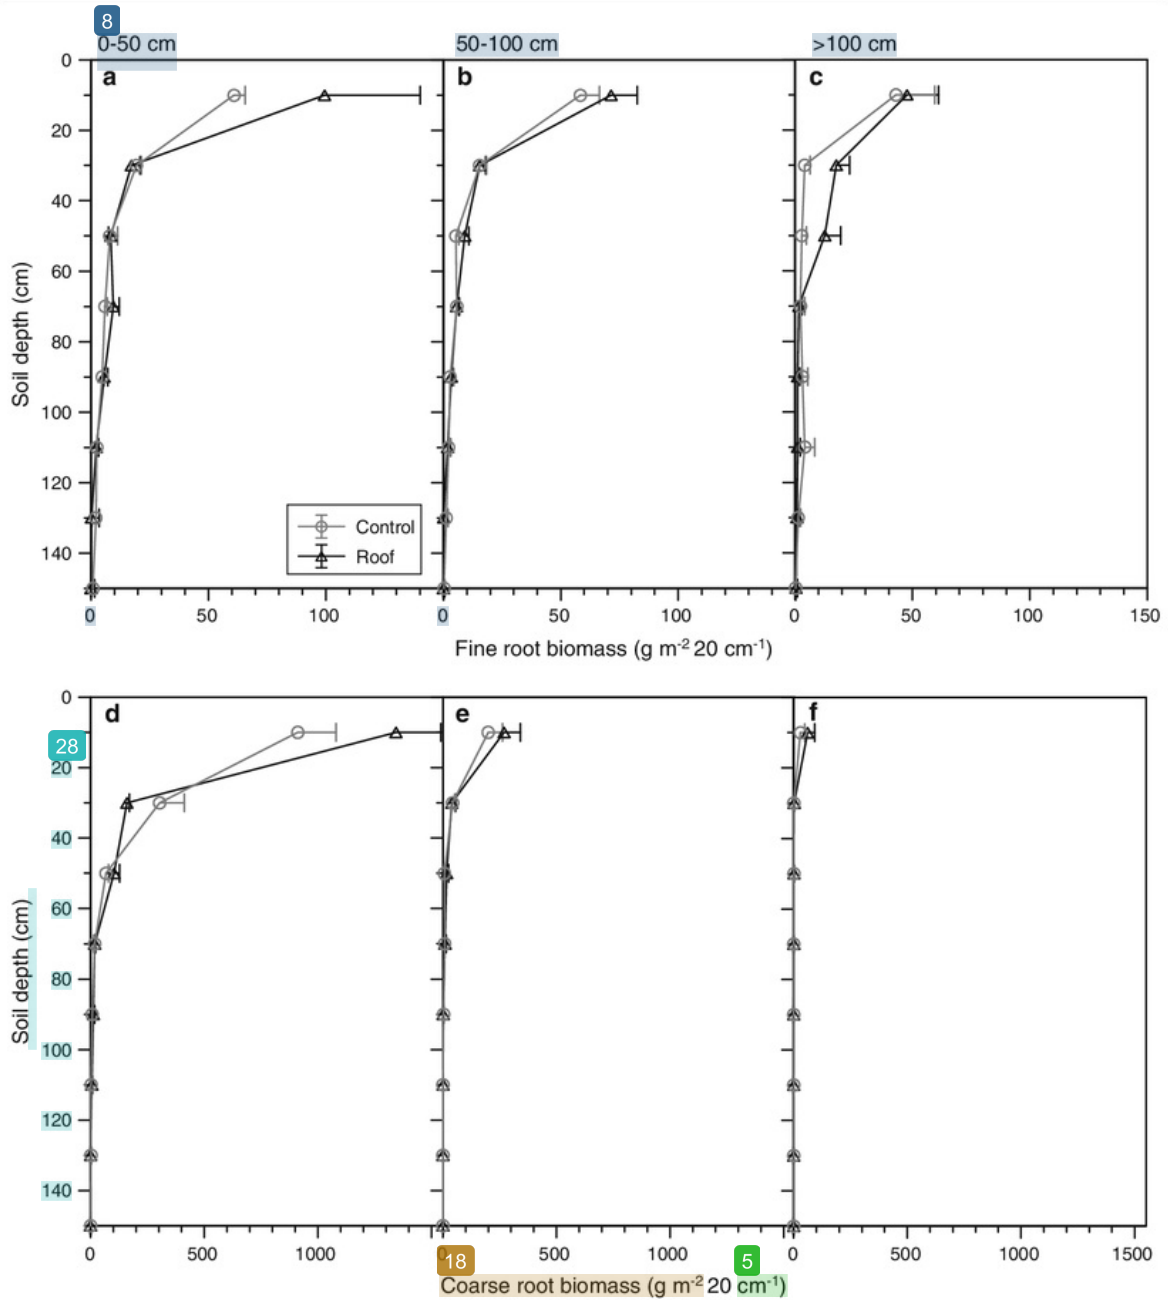 8
0-50 cm 50-100 cm >100 cm
a b c
0
20
40
60
80
100
120
140
Soil depth (cm)
Control
Roof
0 50 100 0 50 100 0 50 100 150
Fine root biomass (g m⁻² 20 cm⁻¹)
d e f
0
28
20
40
60
80
100
120
140
Soil depth (cm)
0 500 1000 0 500 1000 0 500 1000 1500
18 5
Coarse root biomass (g m⁻² 20 cm⁻¹)